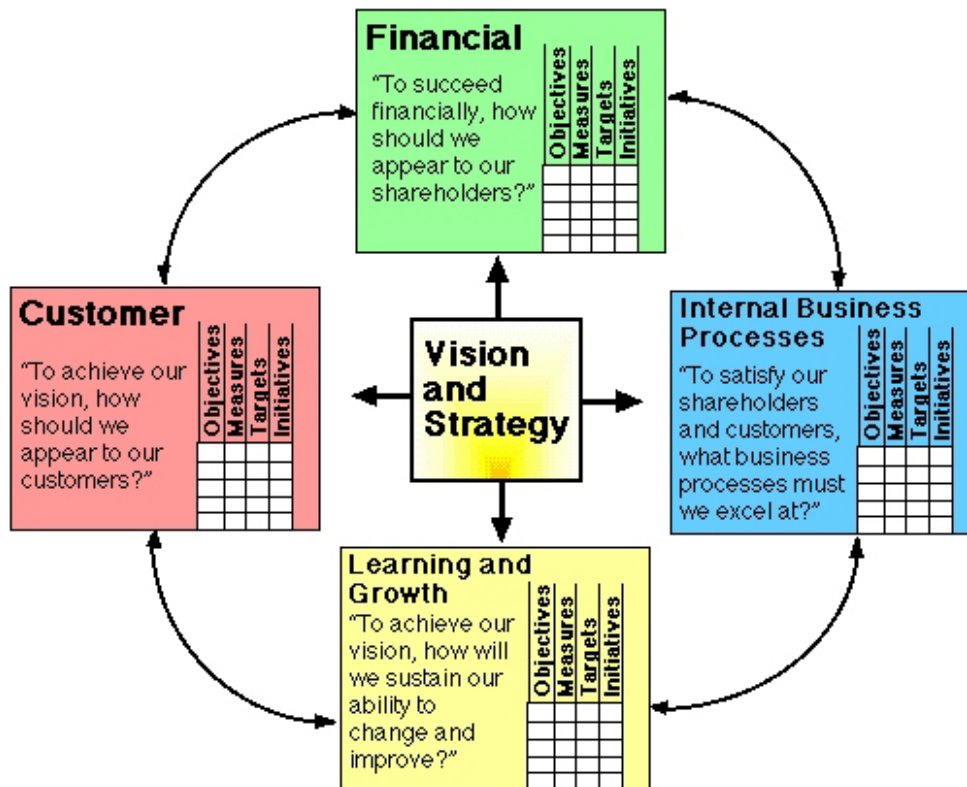 Financial
“To succeed
financially, how
should we
appear to our
shareholders?”
Objectives
Measures
Targets
Initiatives
Customer
“To achieve our
vision, how
should we
appear to our
customers?”
Objectives
Measures
Targets
Initiatives
Vision
and
Strategy
Internal Business
Processes
“To satisfy our
shareholders
and customers,
what business
processes must
we excel at?”
Objectives
Measures
Targets
Initiatives
Learning and
Growth
“To achieve our
vision, how will
we sustain our
ability to
change and
improve?”
Objectives
Measures
Targets
Initiatives